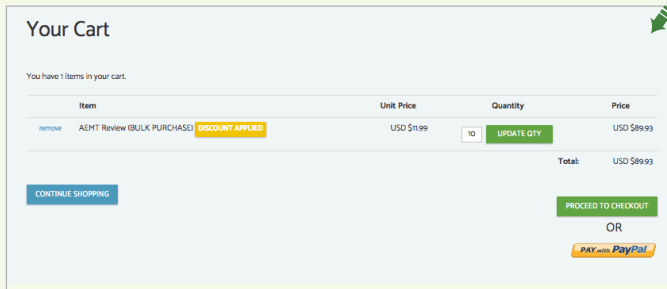 Your Cart
You have 1 items in your cart.
Item Unit Price Quantity Price
remove AEMT Review (BULK PURCHASE) DISCOUNT APPLIED USD $11.99 10 UPDATE QTY USD $89.93
Total: USD $89.93
CONTINUE SHOPPING
PROCEED TO CHECKOUT
OR
PAY with PayPal